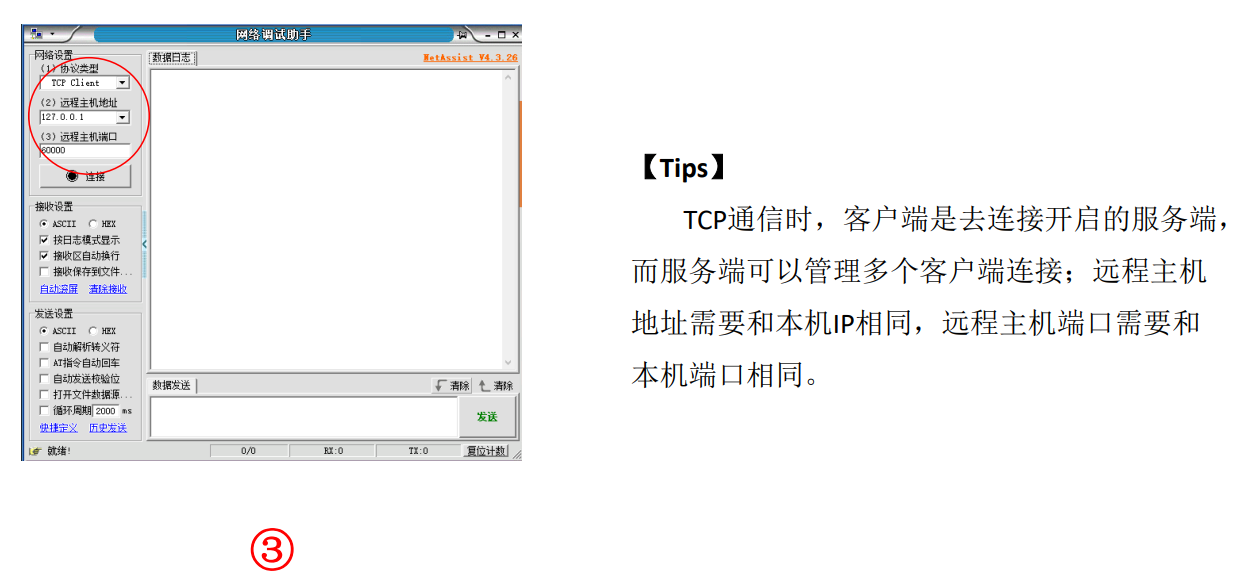 网络调试助手
网络设置
(1) 协议类型
TCP Client
(2) 远程主机地址
127.0.0.1
(3) 远程主机端口
60000
连接
接收设置
ASCII HEX
按日志模式显示
接收区自动换行
接收保存到文件...
自动滚屏 清除接收
发送设置
ASCII HEX
自动解析转义符
AT指令自动回车
自动发送校验位
打开文件数据源...
循环周期 2000 ms
快捷定义 历史发送
就绪!
数据日志 NetAssist V4.3.26
数据发送 清除 清除
发送
0/0 RX:0 TX:0 复位计数
③
【Tips】
TCP通信时，客户端是去连接开启的服务端，
而服务端可以管理多个客户端连接；远程主机
地址需要和本机IP相同，远程主机端口需要和
本机端口相同。